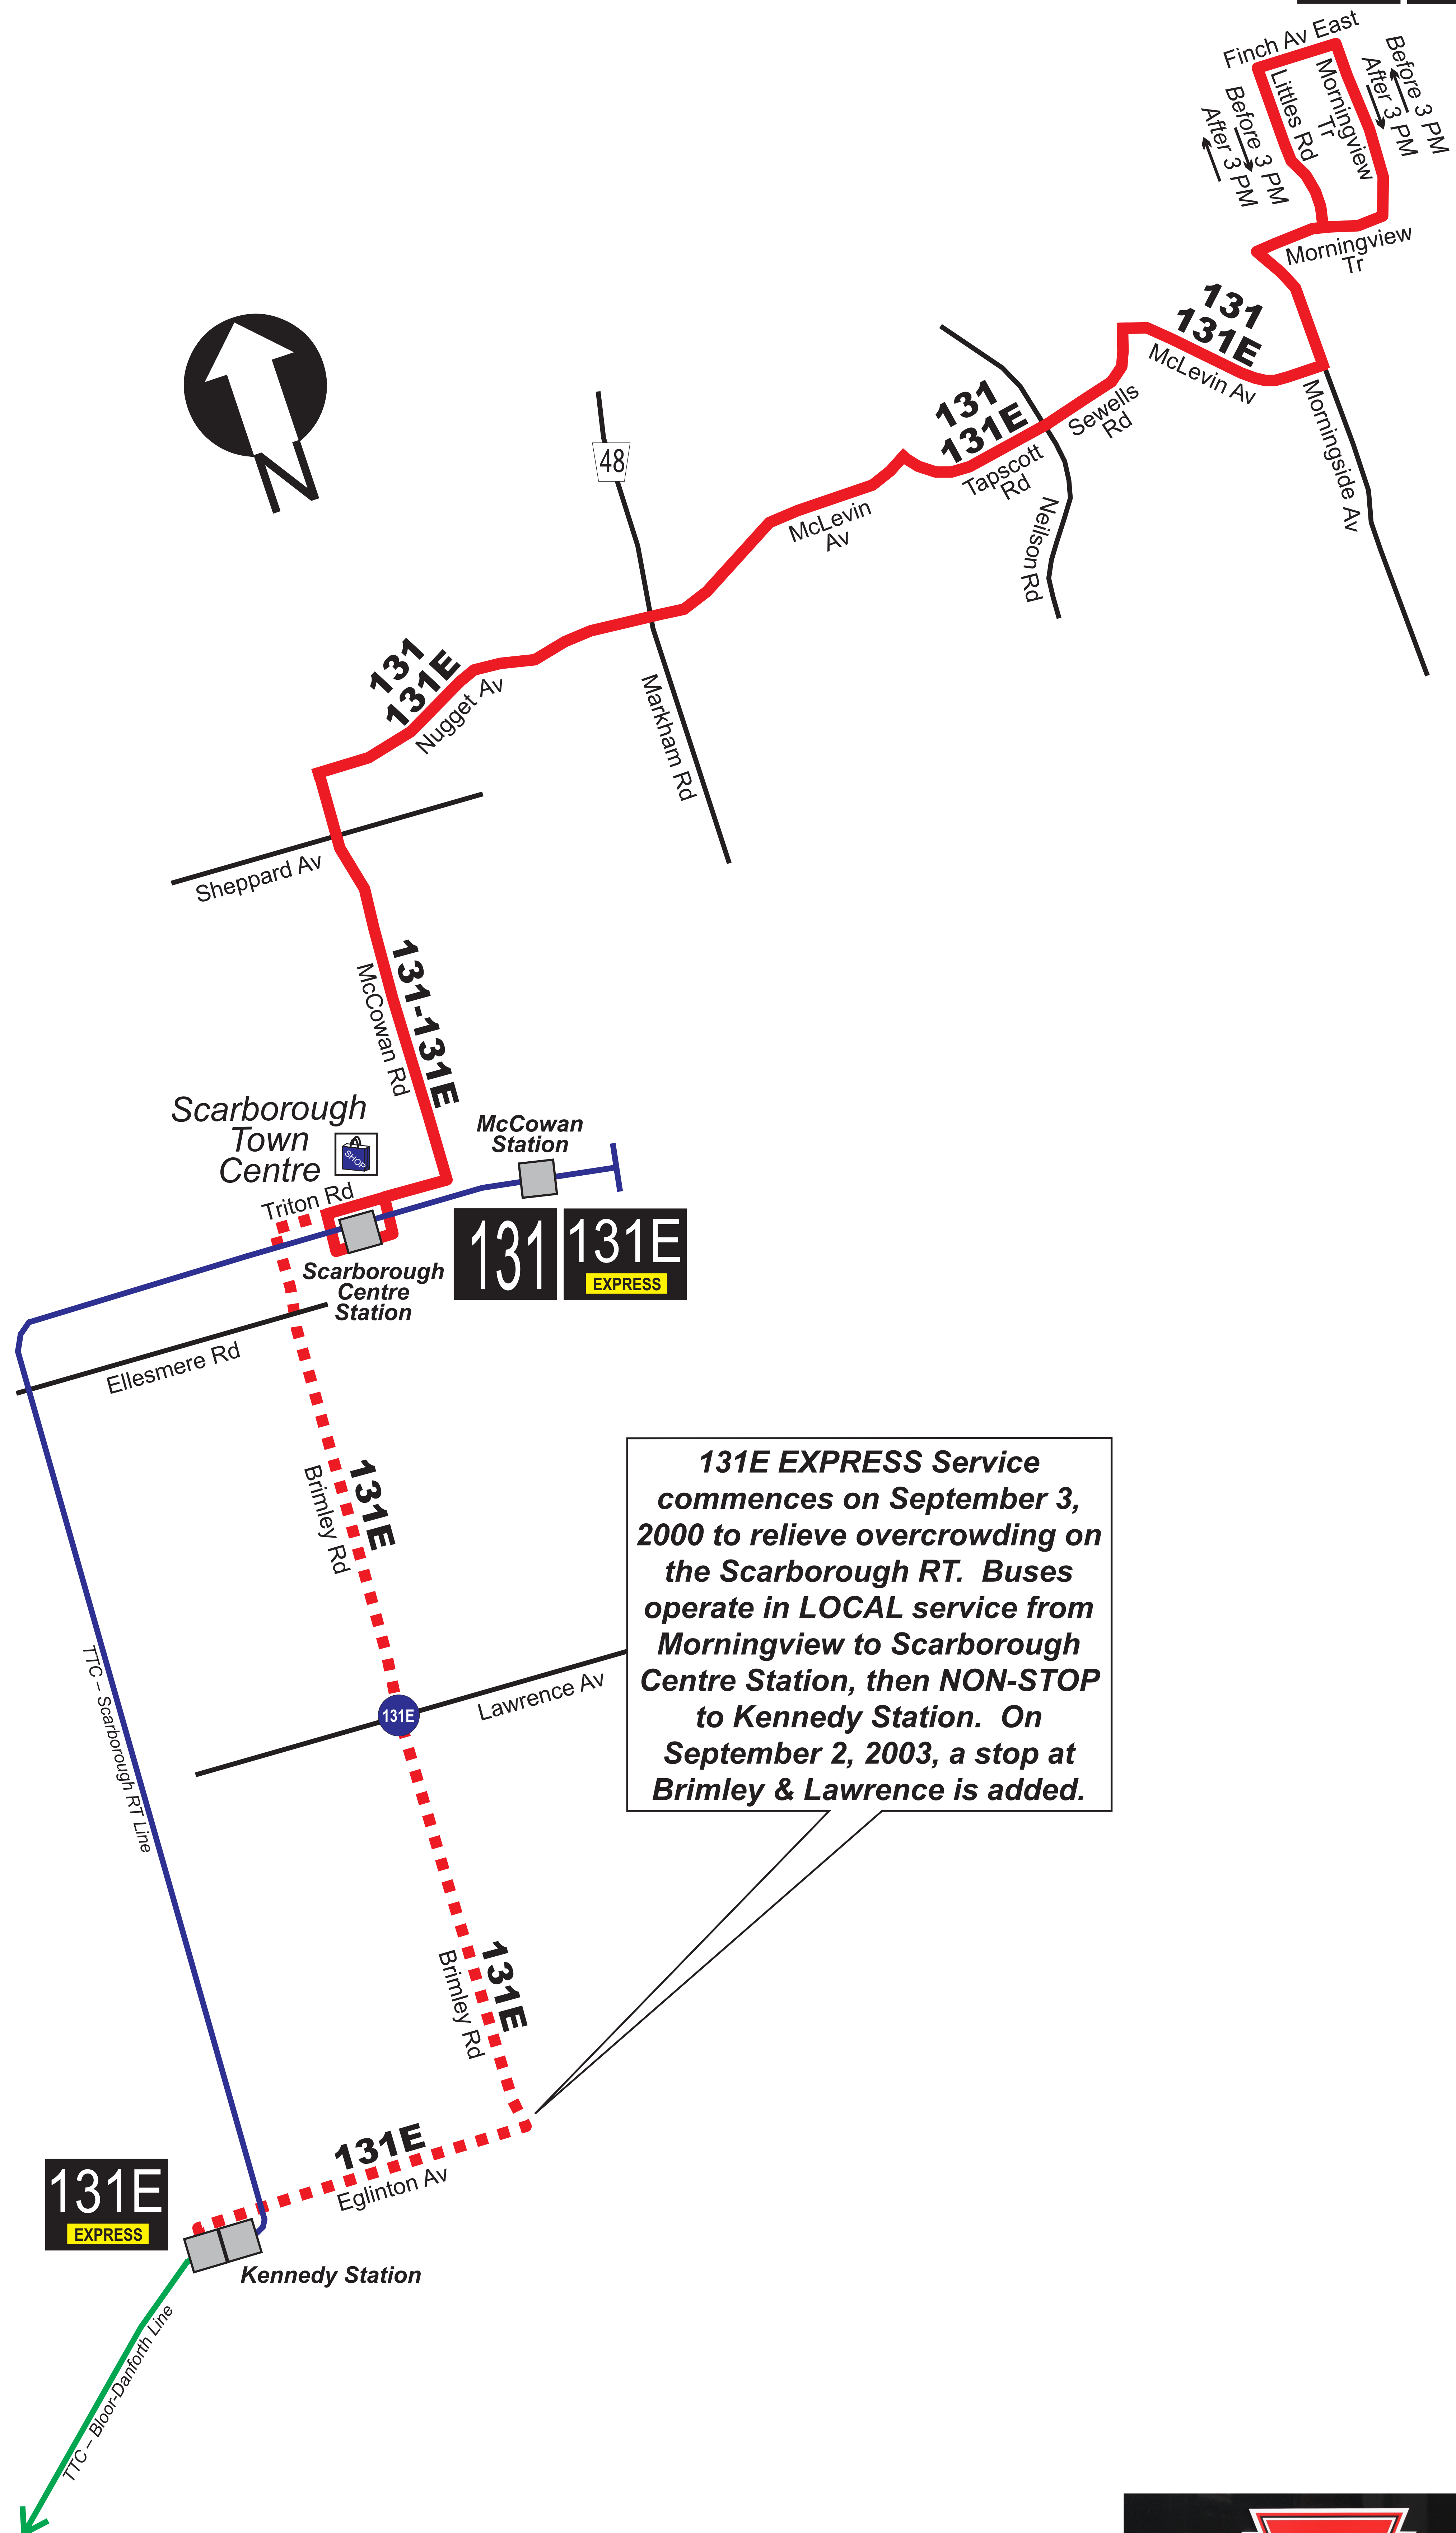 Finch Av East
Littles Rd
Morningview
Tr
Before 3 PM
After 3 PM
Before 3 PM
After 3 PM
Morningview
Tr
131
131E
McLevin Av
Morningside Av
131
131E
Sewells
Rd
Tapscott
Rd
Neilson Rd
N
48
McLevin
Av
131
131E
Nugget Av
Markham Rd
Sheppard Av
131-131E
McCowan Rd
Scarborough
Town
Centre
SHOP
McCowan
Station
Triton Rd
131
131E
EXPRESS
Scarborough
Centre
Station
Ellesmere Rd
131E
Brimley Rd
131E EXPRESS Service
commences on September 3,
2000 to relieve overcrowding on
the Scarborough RT.  Buses
operate in LOCAL service from
Morningview to Scarborough
Centre Station, then NON-STOP
to Kennedy Station.  On
September 2, 2003, a stop at
Brimley & Lawrence is added.
TTC – Scarborough RT Line
Lawrence Av
131E
131E
Brimley Rd
131E
Eglinton Av
131E
EXPRESS
Kennedy Station
TTC – Bloor-Danforth Line